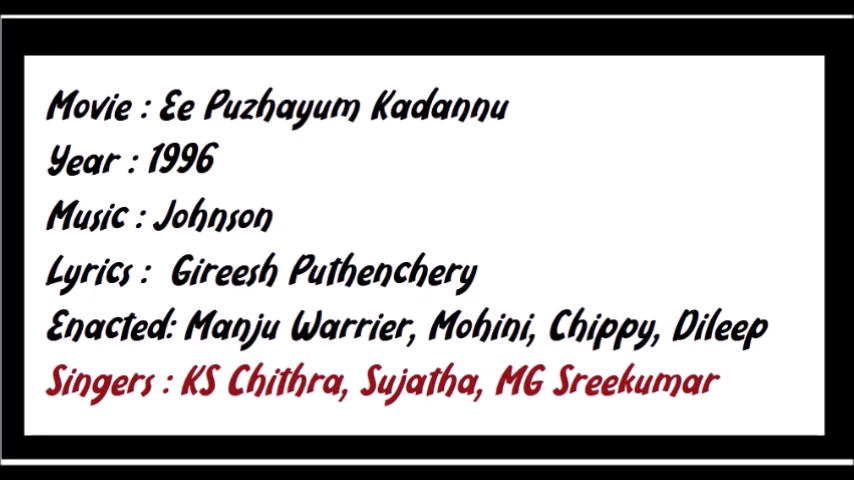 Movie : Ee Puzhayum Kadannu
Year : 1996
Music : Johnson
Lyrics :  Gireesh Puthenchery
Enacted: Manju Warrier, Mohini, Chippy, Dileep
Singers : KS Chithra, Sujatha, MG Sreekumar